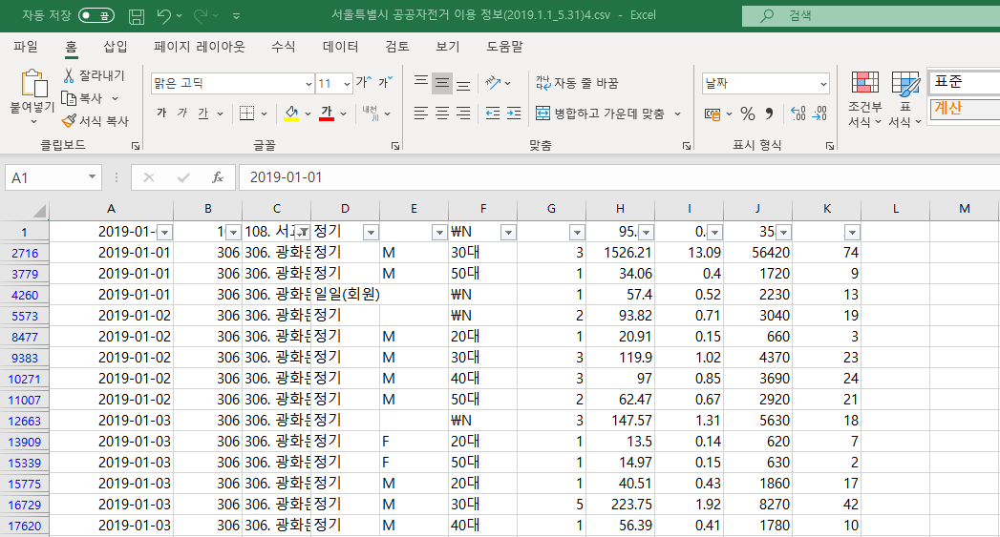 자동 저장 끔 서울특별시 공공자전거 이용 정보(2019.1.1_5.31)4.csv - Excel 검색
파일 홈 삽입 페이지 레이아웃 수식 데이터 검토 보기 도움말
붙여넣기 잘라내기 복사 서식 복사
맑은 고딕 11 가 가
가 가 가 가 내천
자동 줄 바꿈
병합하고 가운데 맞춤
날짜
조건부 서식 표 서식 표준 계산
클립보드 글꼴 맞춤 표시 형식
A1 fx 2019-01-01
A B C D E F G H I J K L M
1 2019-01- 1 108. 서교 정기 ₩N 95. 0. 35
2716 2019-01-01 306 306. 광화문 정기 M 30대 3 1526.21 13.09 56420 74
3779 2019-01-01 306 306. 광화문 정기 M 50대 1 34.06 0.4 1720 9
4260 2019-01-01 306 306. 광화문 일일(회원) ₩N 1 57.4 0.52 2230 13
5573 2019-01-02 306 306. 광화문 정기 ₩N 2 93.82 0.71 3040 19
8477 2019-01-02 306 306. 광화문 정기 M 20대 1 20.91 0.15 660 3
9383 2019-01-02 306 306. 광화문 정기 M 30대 3 119.9 1.02 4370 23
10271 2019-01-02 306 306. 광화문 정기 M 40대 3 97 0.85 3690 24
11007 2019-01-02 306 306. 광화문 정기 M 50대 2 62.47 0.67 2920 21
12663 2019-01-03 306 306. 광화문 정기 ₩N 3 147.57 1.31 5630 18
13909 2019-01-03 306 306. 광화문 정기 F 20대 1 13.5 0.14 620 7
15339 2019-01-03 306 306. 광화문 정기 F 50대 1 14.97 0.15 630 2
15775 2019-01-03 306 306. 광화문 정기 M 20대 1 40.51 0.43 1860 17
16729 2019-01-03 306 306. 광화문 정기 M 30대 5 223.75 1.92 8270 42
17620 2019-01-03 306 306. 광화문 정기 M 40대 1 56.39 0.41 1780 10